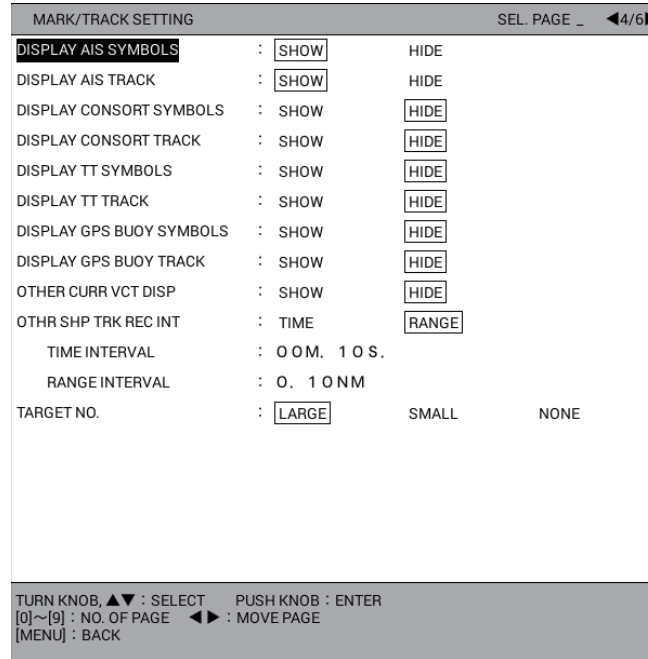 MARK/TRACK SETTING SEL. PAGE _ ◀4/6▶
DISPLAY AIS SYMBOLS : SHOW HIDE
DISPLAY AIS TRACK : SHOW HIDE
DISPLAY CONSORT SYMBOLS : SHOW HIDE
DISPLAY CONSORT TRACK : SHOW HIDE
DISPLAY TT SYMBOLS : SHOW HIDE
DISPLAY TT TRACK : SHOW HIDE
DISPLAY GPS BUOY SYMBOLS : SHOW HIDE
DISPLAY GPS BUOY TRACK : SHOW HIDE
OTHER CURR VCT DISP : SHOW HIDE
OTHR SHP TRK REC INT : TIME RANGE
TIME INTERVAL : 00M. 10S.
RANGE INTERVAL : 0. 10NM
TARGET NO. : LARGE SMALL NONE
TURN KNOB, ▲▼ : SELECT PUSH KNOB : ENTER
[0]～[9] : NO. OF PAGE ◀ ▶ : MOVE PAGE
[MENU] : BACK